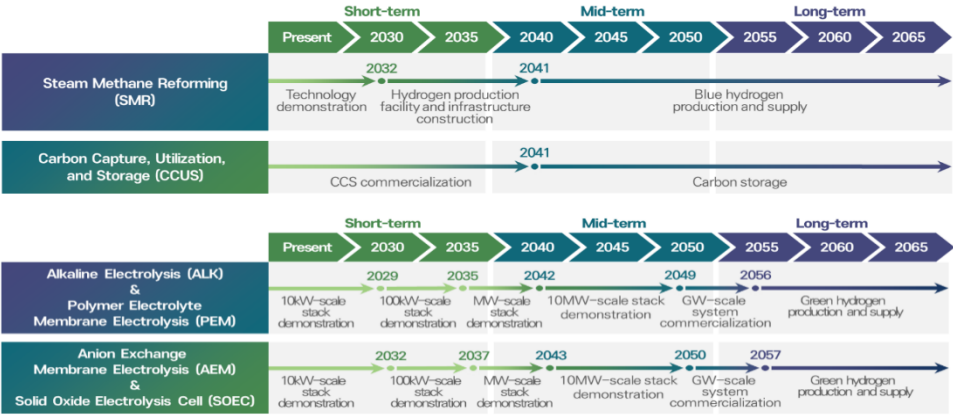 Short-term Mid-term Long-term
Present 2030 2035 2040 2045 2050 2055 2060 2065
Steam Methane Reforming
(SMR)
2032 2041
Technology
demonstration
Hydrogen production
facility and infrastructure
construction
Blue hydrogen
production and supply
Carbon Capture, Utilization,
and Storage (CCUS)
2041
CCS commercialization
Carbon storage
Short-term Mid-term Long-term
Present 2030 2035 2040 2045 2050 2055 2060 2065
Alkaline Electrolysis (ALK)
&
Polymer Electrolyte
Membrane Electrolysis (PEM)
2029 2035 2042 2049 2056
10kW-scale
stack
demonstration
100kW-scale
stack
demonstration
MW-scale
stack
demonstration
10MW-scale stack
demonstration
GW-scale
system
commercialization
Green hydrogen
production and supply
Anion Exchange
Membrane Electrolysis (AEM)
&
Solid Oxide Electrolysis Cell (SOEC)
2032 2037 2043 2050 2057
10kW-scale
stack
demonstration
100kW-scale
stack
demonstration
MW-scale
stack
demonstration
10MW-scale stack
demonstration
GW-scale
system
commercialization
Green hydrogen
production and supply